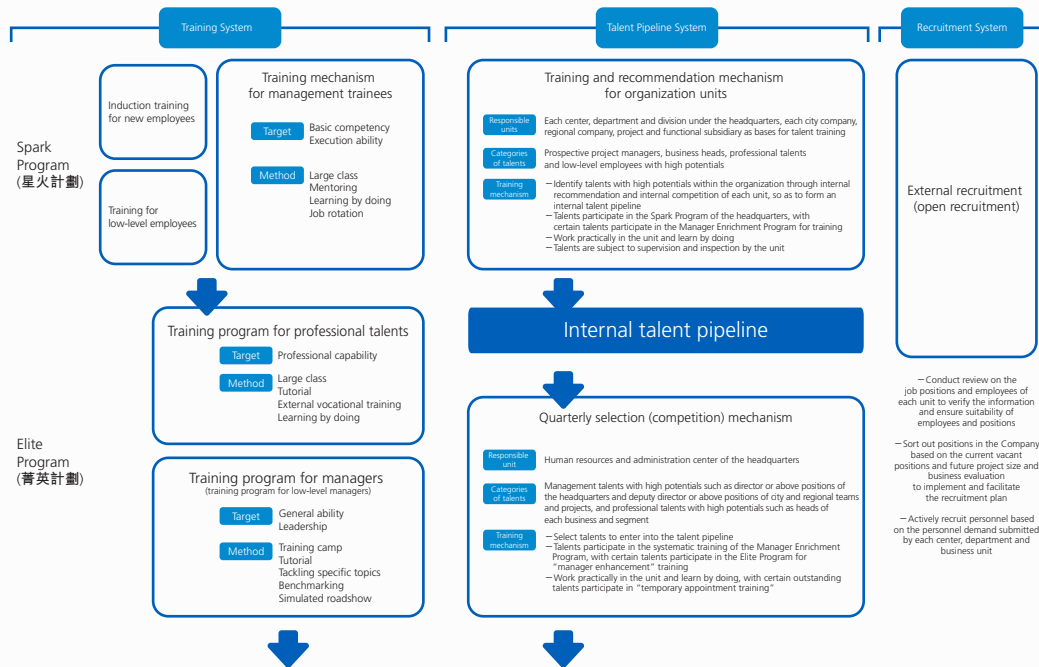 Training System
Talent Pipeline System
Recruitment System
Spark
Program
(星火計劃)
Induction training
for new employees
Training for
low-level employees
Training mechanism
for management trainees
Target
Basic competency
Execution ability
Method
Large class
Mentoring
Learning by doing
Job rotation
Training and recommendation mechanism
for organization units
Responsible
units
Each center, department and division under the headquarters, each city company,
regional company, project and functional subsidiary as bases for talent training
Categories
of talents
Prospective project managers, business heads, professional talents
and low-level employees with high potentials
Training
mechanism
—Identify talents with high potentials within the organization through internal
recommendation and internal competition of each unit, so as to form an
internal talent pipeline
—Talents participate in the Spark Program of the headquarters, with
certain talents participate in the Manager Enrichment Program for training
—Work practically in the unit and learn by doing
—Talents are subject to supervision and inspection by the unit
External recruitment
(open recruitment)
Internal talent pipeline
Elite
Program
(菁英計劃)
Training program for professional talents
Target
Professional capability
Method
Large class
Tutorial
External vocational training
Learning by doing
Training program for managers
(training program for low-level managers)
Target
General ability
Leadership
Method
Training camp
Tutorial
Tackling specific topics
Benchmarking
Simulated roadshow
Quarterly selection (competition) mechanism
Responsible
unit
Human resources and administration center of the headquarters
Categories
of talents
Management talents with high potentials such as director or above positions of
the headquarters and deputy director or above positions of city and regional teams
and projects, and professional talents with high potentials such as heads of
each business and segment
Training
mechanism
—Select talents to enter into the talent pipeline
—Talents participate in the systematic training of the Manager Enrichment
Program, with certain talents participate in the Elite Program for
"manager enhancement" training
—Work practically in the unit and learn by doing, with certain outstanding
talents participate in "temporary appointment training"
—Conduct review on the
job positions and employees of
each unit to verify the information
and ensure suitability of
employees and positions
—Sort out positions in the Company
based on the current vacant
positions and future project size and
business evaluation
to implement and facilitate
the recruitment plan
—Actively recruit personnel based
on the personnel demand submitted
by each center, department and
business unit